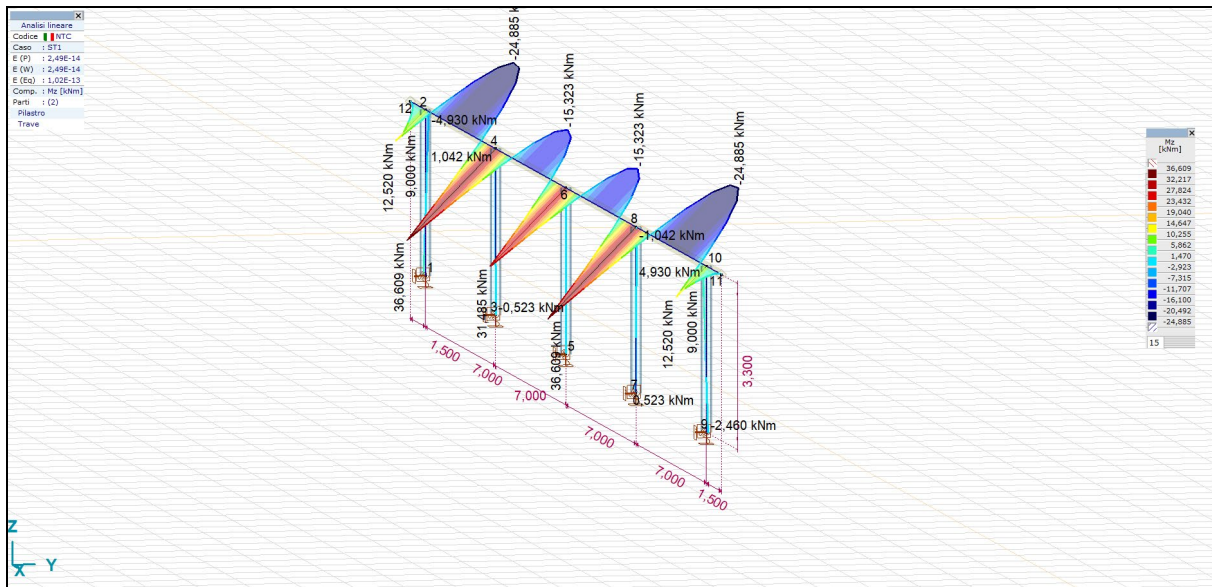 Analisi lineare
Codice NTC
Caso : ST1
E (P) : 2,49E-14
E (W) : 2,49E-14
E (Eq) : 1,02E-13
Comp. : Mz [kNm]
Parti : (2)
Pilastro
Trave
-24,885 k
-15,323 kNm
-15,323 kNm
-24,885 kNm
12
2
-4,930 kNm
4
1,042 kNm
12,520 kNm
9,000 kNm
6
8
-1,042 kNm
4,930 kNm
10
11
36,609 kNm
1
31,485 kNm
3
-0,523 kNm
12,520 kNm
9,000 kNm
36,609 kNm
5
7
0,523 kNm
9
-2,460 kNm
1,500
7,000
7,000
7,000
7,000
1,500
3,300
Mz
[kNm]
36,609
32,217
27,824
23,432
19,040
14,647
10,255
5,862
1,470
-2,923
-7,315
-11,707
-16,100
-20,492
-24,885
15
Z
X
Y